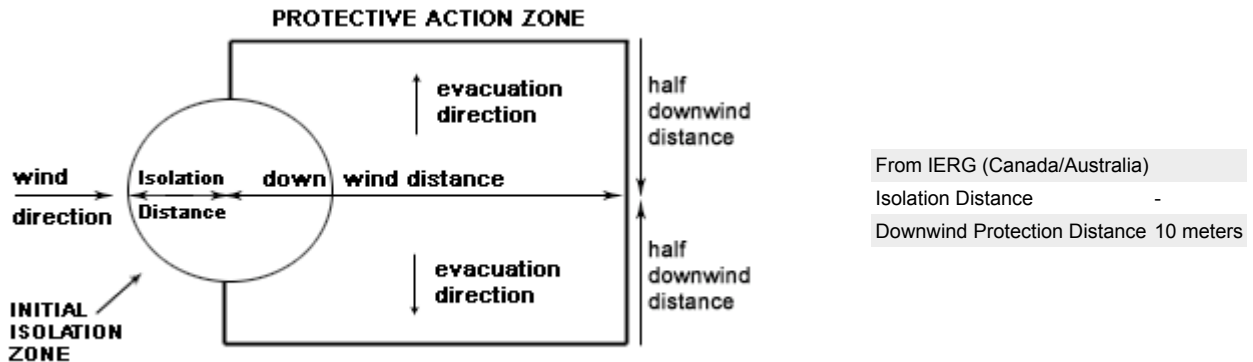 PROTECTIVE ACTION ZONE
evacuation
direction
half
downwind
distance
wind
direction
Isolation
Distance
down wind distance
evacuation
direction
half
downwind
distance
INITIAL
ISOLATION
ZONE
From IERG (Canada/Australia)
Isolation Distance -
Downwind Protection Distance 10 meters